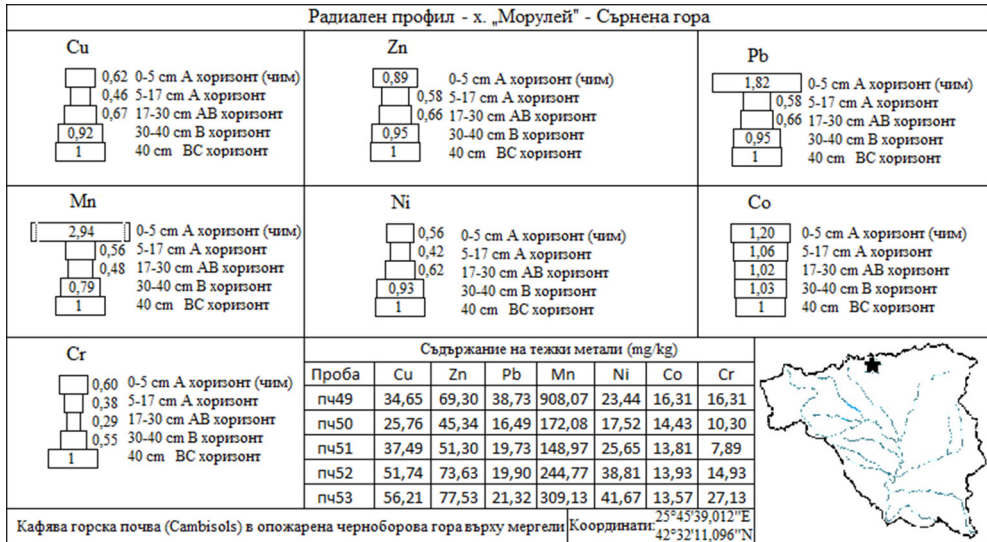 Радиален профил - х. „Морулей" - Сърнена гора
Cu
0,62 0-5 cm А хоризонт (чим)
0,46 5-17 cm А хоризонт
0,67 17-30 cm АВ хоризонт
0,92 30-40 cm В хоризонт
1 40 cm ВС хоризонт
Zn
0,89 0-5 cm А хоризонт (чим)
0,58 5-17 cm А хоризонт
0,66 17-30 cm АВ хоризонт
0,95 30-40 cm В хоризонт
1 40 cm ВС хоризонт
Pb
1,82 0-5 cm А хоризонт (чим)
0,58 5-17 cm А хоризонт
0,66 17-30 cm АВ хоризонт
0,95 30-40 cm В хоризонт
1 40 cm ВС хоризонт
Mn
2,94 0-5 cm А хоризонт (чим)
0,56 5-17 cm А хоризонт
0,48 17-30 cm АВ хоризонт
0,79 30-40 cm В хоризонт
1 40 cm ВС хоризонт
Ni
0,56 0-5 cm А хоризонт (чим)
0,42 5-17 cm А хоризонт
0,62 17-30 cm АВ хоризонт
0,93 30-40 cm В хоризонт
1 40 cm ВС хоризонт
Co
1,20 0-5 cm А хоризонт (чим)
1,06 5-17 cm А хоризонт
1,02 17-30 cm АВ хоризонт
1,03 30-40 cm В хоризонт
1 40 cm ВС хоризонт
Cr
0,60 0-5 cm А хоризонт (чим)
0,38 5-17 cm А хоризонт
0,29 17-30 cm АВ хоризонт
0,55 30-40 cm В хоризонт
1 40 cm ВС хоризонт
Съдържание на тежки метали (mg/kg)
Проба Cu Zn Pb Mn Ni Co Cr
пч49 34,65 69,30 38,73 908,07 23,44 16,31 16,31
пч50 25,76 45,34 16,49 172,08 17,52 14,43 10,30
пч51 37,49 51,30 19,73 148,97 25,65 13,81 7,89
пч52 51,74 73,63 19,90 244,77 38,81 13,93 14,93
пч53 56,21 77,53 21,32 309,13 41,67 13,57 27,13
Кафява горска почва (Cambisols) в опожарена черноборова гора върху мергели
Координати: 25°45'39,012"E
42°32'11,096"N